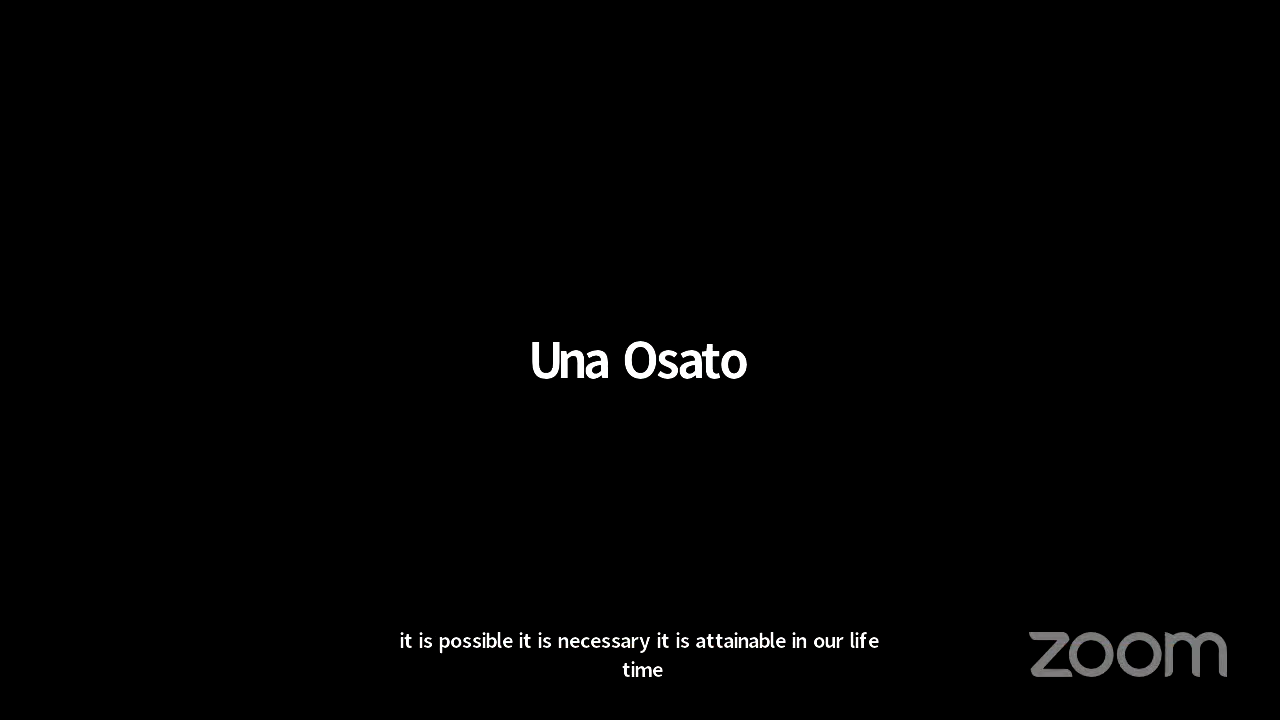 Una Osato
it is possible it is necessary it is attainable in our life
time
zoom